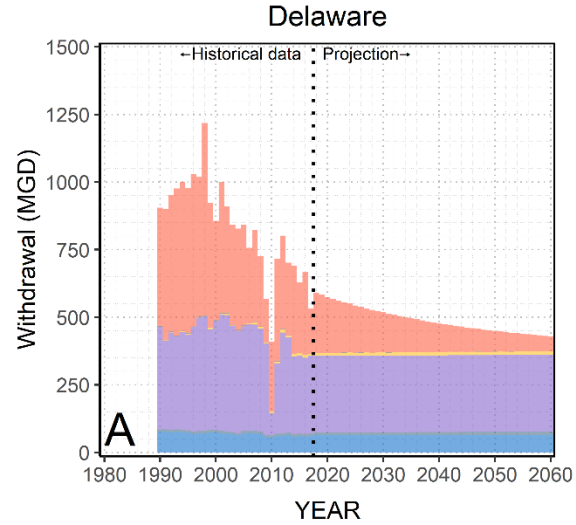 Delaware
←Historical data
Projection→
1500
1250
1000
750
500
250
0
Withdrawal (MGD)
A
1980 1990 2000 2010 2020 2030 2040 2050 2060
YEAR